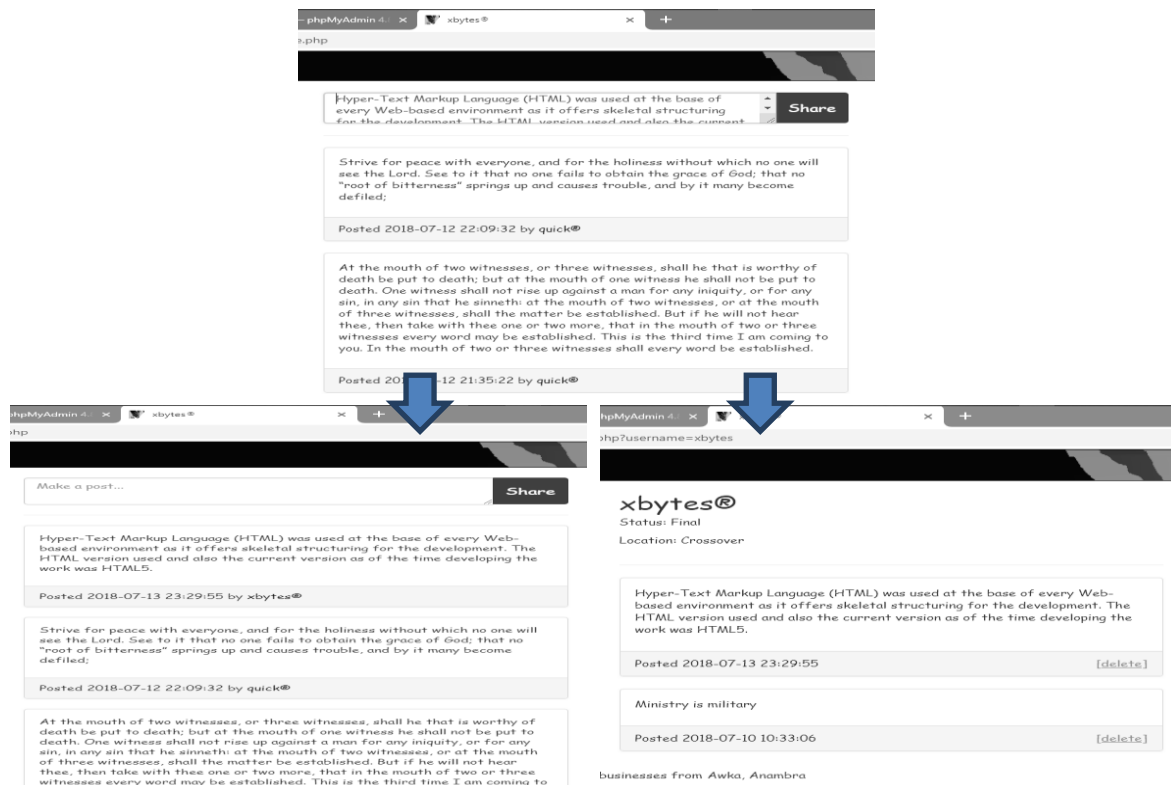 – phpMyAdmin 4. × xbytes® × +
.php
Hyper-Text Markup Language (HTML) was used at the base of
every Web-based environment as it offers skeletal structuring
for the development. The HTML version used and also the current
Share
Strive for peace with everyone, and for the holiness without which no one will
see the Lord. See to it that no one fails to obtain the grace of God; that no
"root of bitterness" springs up and causes trouble, and by it many become
defiled;
Posted 2018-07-12 22:09:32 by quick®
At the mouth of two witnesses, or three witnesses, shall he that is worthy of
death be put to death; but at the mouth of one witness he shall not be put to
death. One witness shall not rise up against a man for any iniquity, or for any
sin, in any sin that he sinneth: at the mouth of two witnesses, or at the mouth
of three witnesses, shall the matter be established. But if he will not hear
thee, then take with thee one or two more, that in the mouth of two or three
witnesses every word may be established. This is the third time I am coming to
you. In the mouth of two or three witnesses shall every word be established.
Posted 20 -12 21:35:22 by quick®
phpMyAdmin 4. × xbytes® × +
hp
Make a post...
Share
Hyper-Text Markup Language (HTML) was used at the base of every Web-
based environment as it offers skeletal structuring for the development. The
HTML version used and also the current version as of the time developing the
work was HTML5.
Posted 2018-07-13 23:29:55 by xbytes®
Strive for peace with everyone, and for the holiness without which no one will
see the Lord. See to it that no one fails to obtain the grace of God; that no
"root of bitterness" springs up and causes trouble, and by it many become
defiled;
Posted 2018-07-12 22:09:32 by quick®
At the mouth of two witnesses, or three witnesses, shall he that is worthy of
death be put to death; but at the mouth of one witness he shall not be put to
death. One witness shall not rise up against a man for any iniquity, or for any
sin, in any sin that he sinneth: at the mouth of two witnesses, or at the mouth
of three witnesses, shall the matter be established. But if he will not hear
thee, then take with thee one or two more, that in the mouth of two or three
witnesses every word may be established. This is the third time I am coming to
hpMyAdmin 4. × × +
php?username=xbytes
xbytes®
Status: Final
Location: Crossover
Hyper-Text Markup Language (HTML) was used at the base of every Web-
based environment as it offers skeletal structuring for the development. The
HTML version used and also the current version as of the time developing the
work was HTML5.
Posted 2018-07-13 23:29:55 [delete]
Ministry is military
Posted 2018-07-10 10:33:06 [delete]
businesses from Awka, Anambra